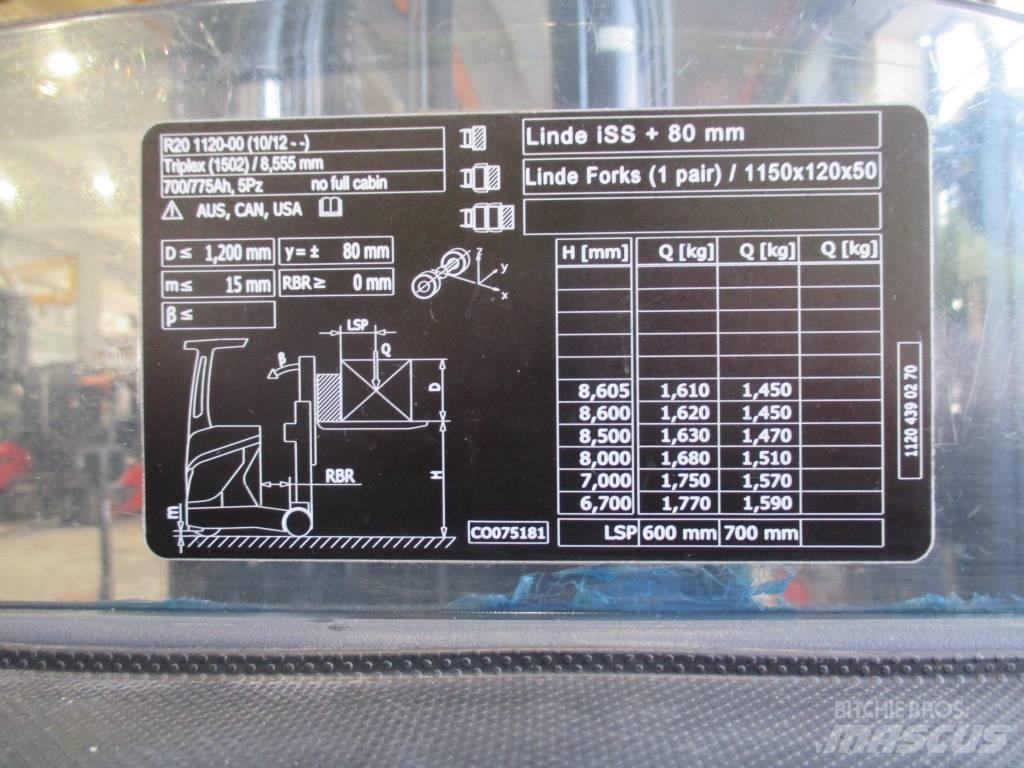 R20 1120-00 (10/12 - -)
Triplex (1502) / 8,555 mm
700/775Ah, 5Pz no full cabin
AUS, CAN, USA
D ≤ 1,200 mm
y = ± 80 mm
m ≤ 15 mm
RBR ≥ 0 mm
β ≤
Linde iSS + 80 mm
Linde Forks (1 pair) / 1150x120x50
z
y
x
LSP
Q
β
D
H
RBR
m
CO075181
H [mm] Q [kg] Q [kg] Q [kg]
8,605 1,610 1,450
8,600 1,620 1,450
8,500 1,630 1,470
8,000 1,680 1,510
7,000 1,750 1,570
6,700 1,770 1,590
LSP 600 mm 700 mm
1120 439 02 70
RITCHIE BROS.
MASCUS